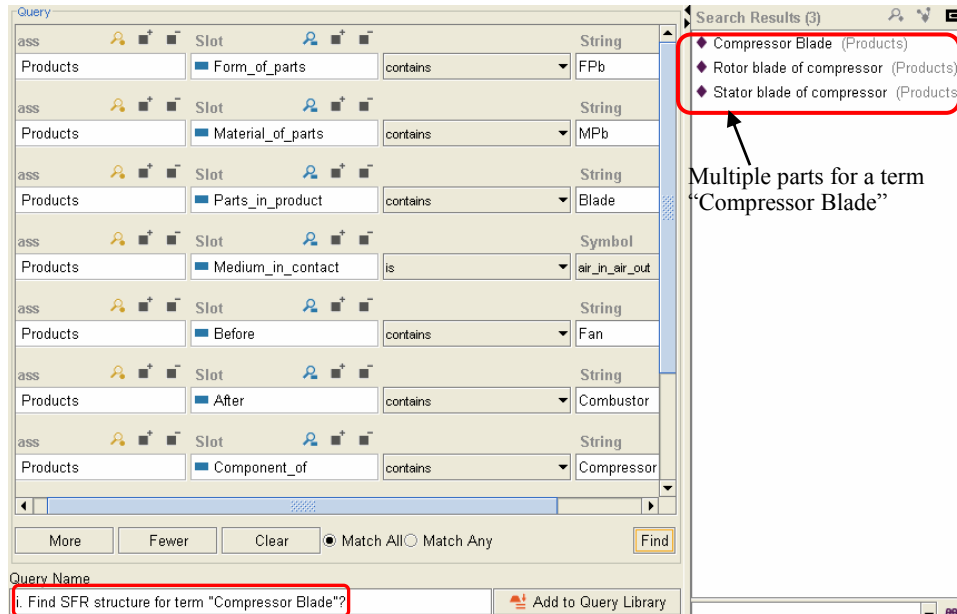 Query
Search Results (3)
ass Slot String
Products Form_of_parts contains FPb
ass Slot String
Products Material_of_parts contains MPb
ass Slot String
Products Parts_in_product contains Blade
ass Slot Symbol
Products Medium_in_contact is air_in_air_out
ass Slot String
Products Before contains Fan
ass Slot String
Products After contains Combustor
ass Slot String
Products Component_of contains Compressor
More Fewer Clear Match All Match Any Find
Query Name
i. Find SFR structure for term "Compressor Blade"? Add to Query Library
Compressor Blade (Products)
Rotor blade of compressor (Products)
Stator blade of compressor (Products
Multiple parts for a term
“Compressor Blade”